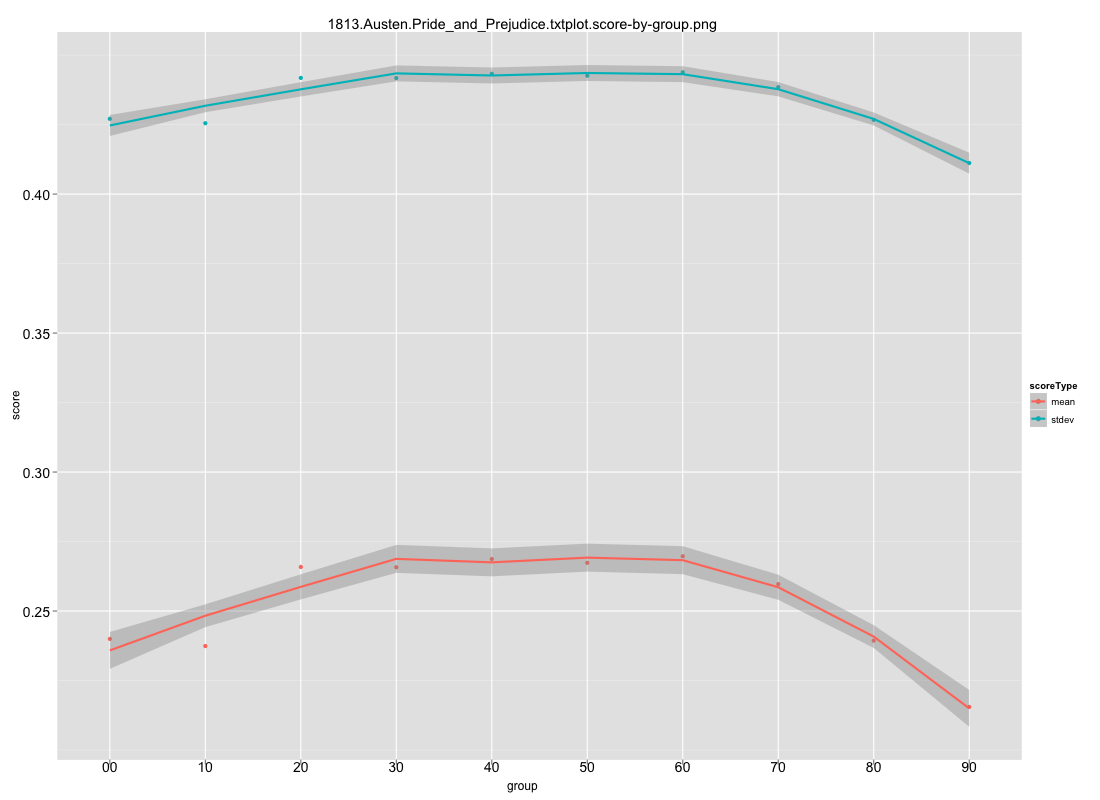 1813.Austen.Pride_and_Prejudice.txtplot.score-by-group.png
score
0.40
0.35
0.30
0.25
00 10 20 30 40 50 60 70 80 90
group
scoreType
mean
stdev